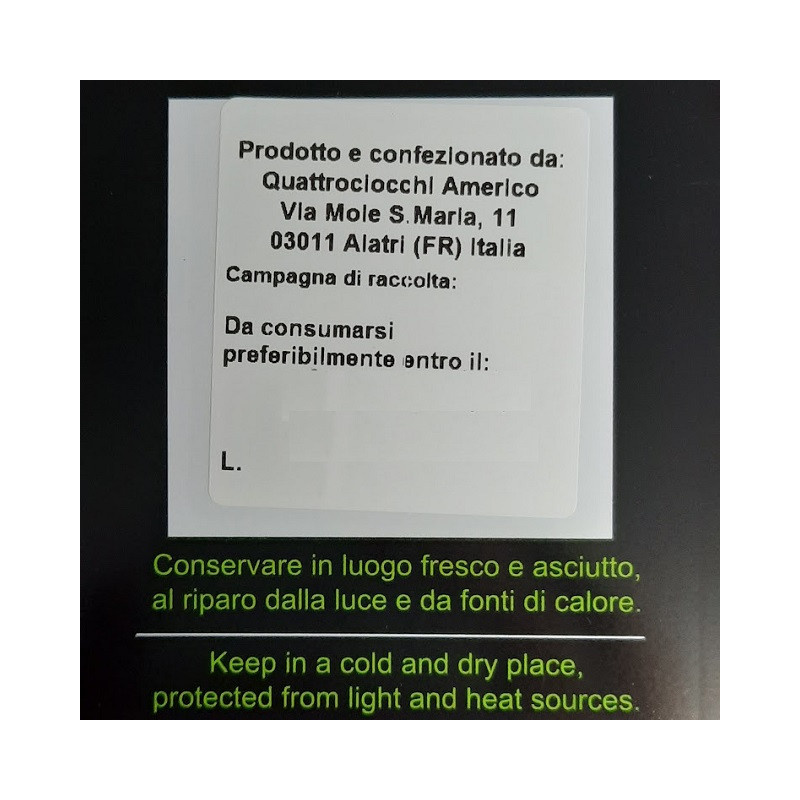 Prodotto e confezionato da:
Quattrociocchi Americo
Via Mole S.Maria, 11
03011 Alatri (FR) Italia
Campagna di raccolta:
Da consumarsi
preferibilmente entro il:
L.
Conservare in luogo fresco e asciutto,
al riparo dalla luce e da fonti di calore.
Keep in a cold and dry place,
protected from light and heat sources.